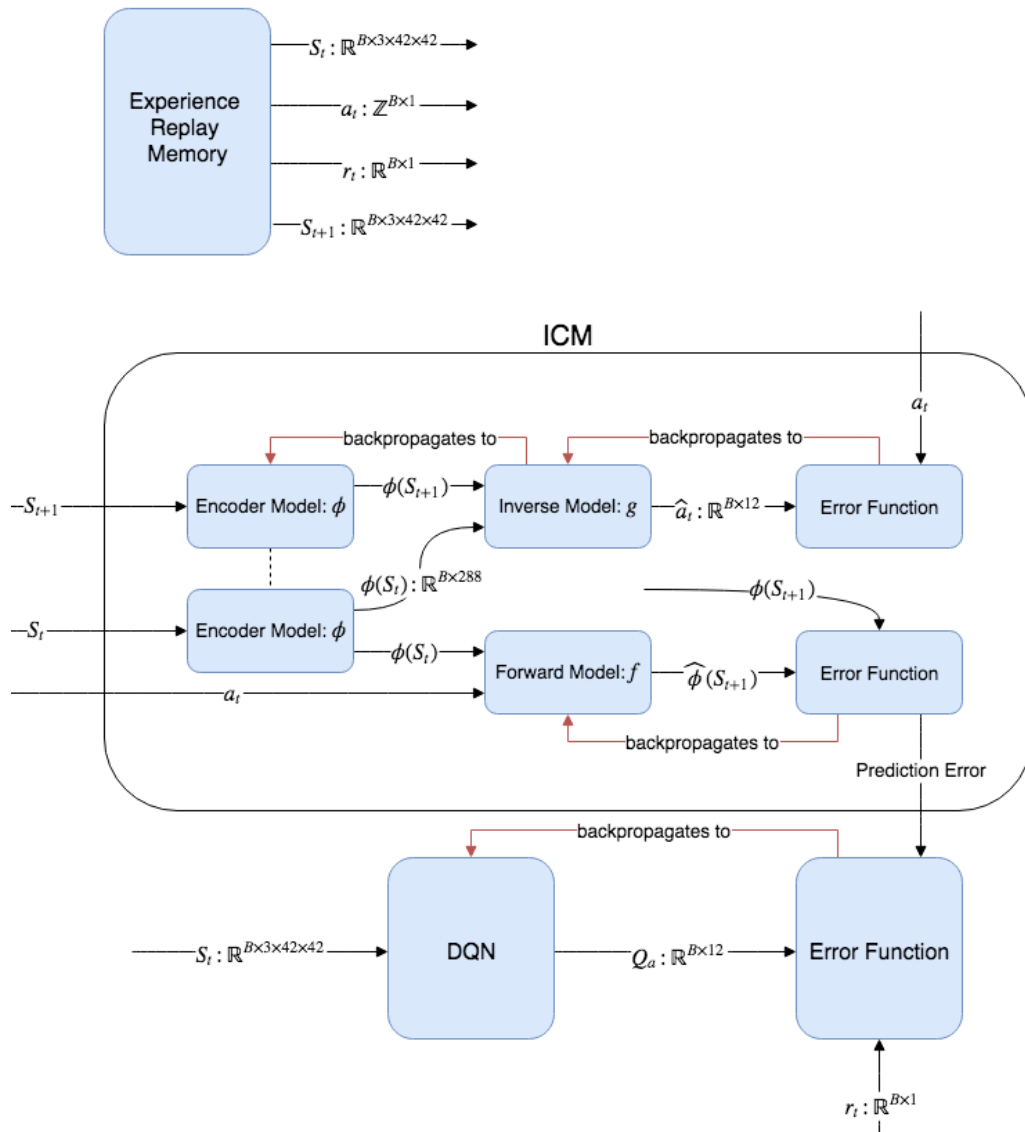 Experience
Replay
Memory
S_t : ℝ^{B×3×42×42}
a_t : ℤ^{B×1}
r_t : ℝ^{B×1}
S_{t+1} : ℝ^{B×3×42×42}
ICM
a_t
backpropagates to
backpropagates to
S_{t+1}
Encoder Model: ϕ
ϕ(S_{t+1})
Inverse Model: g
â_t : ℝ^{B×12}
Error Function
ϕ(S_t) : ℝ^{B×288}
ϕ(S_{t+1})
S_t
Encoder Model: ϕ
ϕ(S_t)
Forward Model: f
ϕ̂(S_{t+1})
Error Function
a_t
backpropagates to
Prediction Error
backpropagates to
S_t : ℝ^{B×3×42×42}
DQN
Q_a : ℝ^{B×12}
Error Function
r_t : ℝ^{B×1}